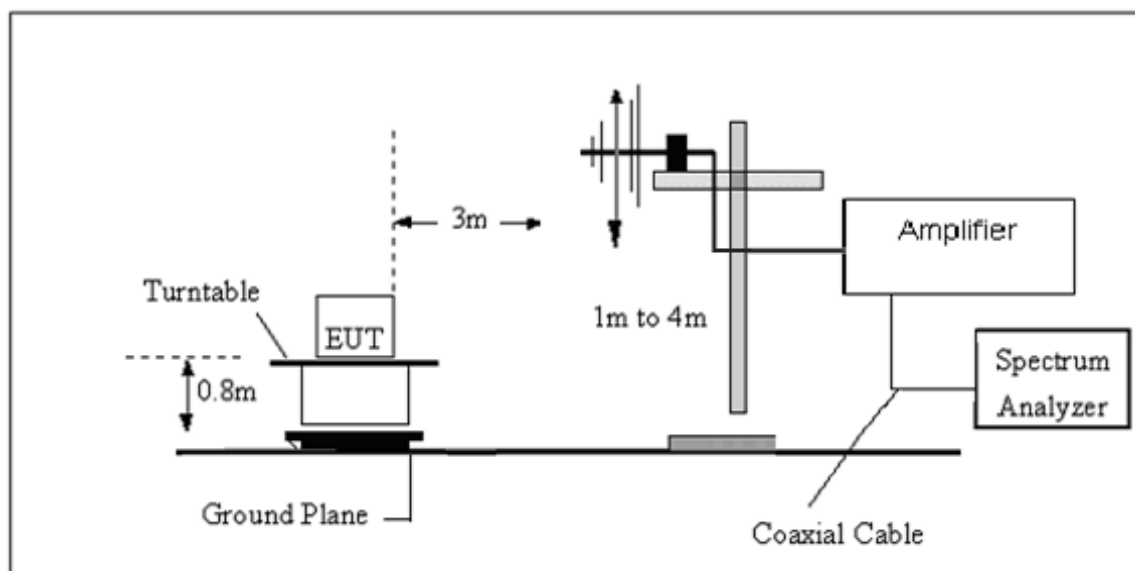 3m
Amplifier
Turntable
EUT
1m to 4m
0.8m
Spectrum
Analyzer
Ground Plane
Coaxial Cable